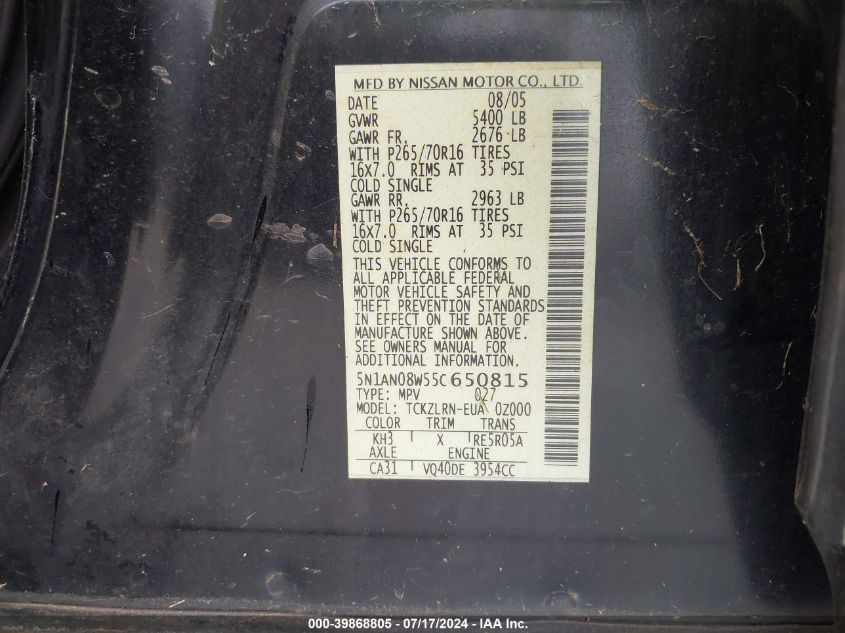 MFD BY NISSAN MOTOR CO., LTD.
DATE 08/05
GVWR 5400 LB
GAWR FR. 2676 LB
WITH P265/70R16 TIRES
16X7.0 RIMS AT 35 PSI
COLD SINGLE
GAWR RR. 2963 LB
WITH P265/70R16 TIRES
16X7.0 RIMS AT 35 PSI
COLD SINGLE
THIS VEHICLE CONFORMS TO
ALL APPLICABLE FEDERAL
MOTOR VEHICLE SAFETY AND
THEFT PREVENTION STANDARDS
IN EFFECT ON THE DATE OF
MANUFACTURE SHOWN ABOVE.
SEE OWNERS MANUAL FOR
ADDITIONAL INFORMATION.
5N1AN08W55C650815
TYPE: MPV 027
MODEL: TCKZLRN-EUA 0Z000
COLOR TRIM TRANS
KH3 X RE5R05A
AXLE ENGINE
CA31 VQ40DE 3954CC
000-39868805 - 07/17/2024 - IAA Inc.